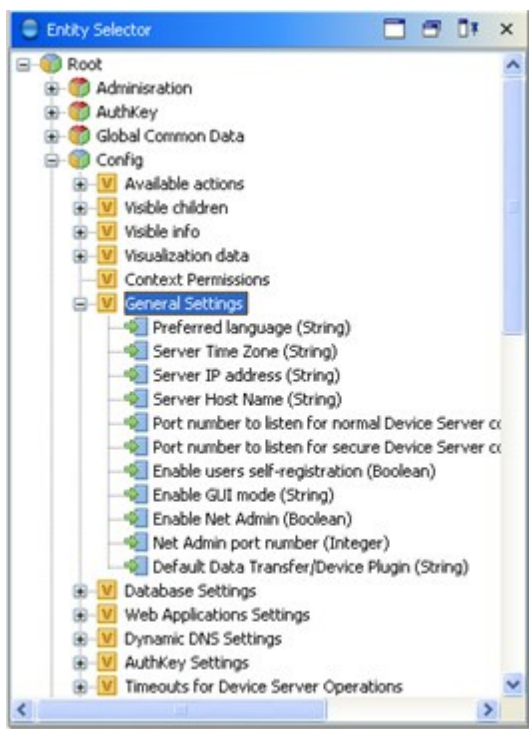 Entity Selector
Root
Adminisration
AuthKey
Global Common Data
Config
V Available actions
V Visible children
V Visible info
V Visualization data
V Context Permissions
V General Settings
Preferred language (String)
Server Time Zone (String)
Server IP address (String)
Server Host Name (String)
Port number to listen for normal Device Server co
Port number to listen for secure Device Server co
Enable users self-registration (Boolean)
Enable GUI mode (String)
Enable Net Admin (Boolean)
Net Admin port number (Integer)
Default Data Transfer/Device Plugin (String)
V Database Settings
V Web Applications Settings
V Dynamic DNS Settings
V AuthKey Settings
V Timeouts for Device Server Operations